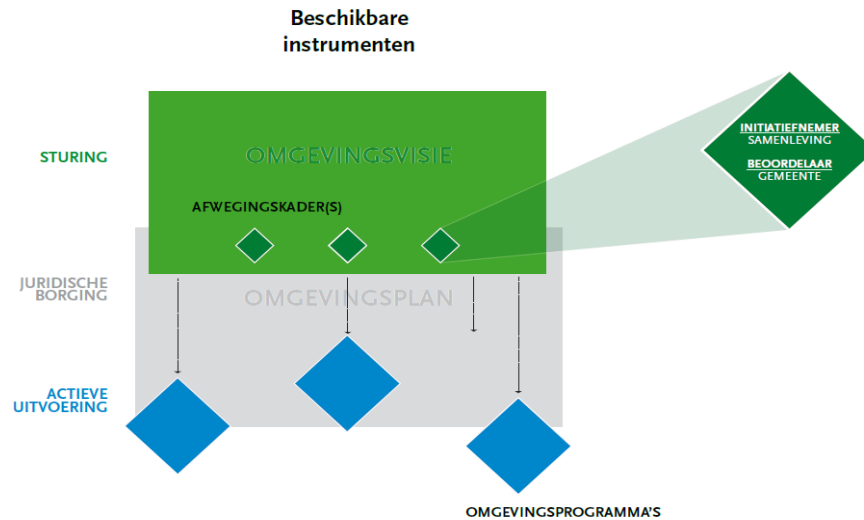 Beschikbare
instrumenten
STURING
OMGEVINGSVISIE
INITIATIEFNEMER
SAMENLEVING
BEOORDELAAR
GEMEENTE
AFWEGINGSKADER(S)
JURIDISCHE
BORGING
OMGEVINGSPLAN
ACTIEVE
UITVOERING
OMGEVINGSPROGRAMMA'S